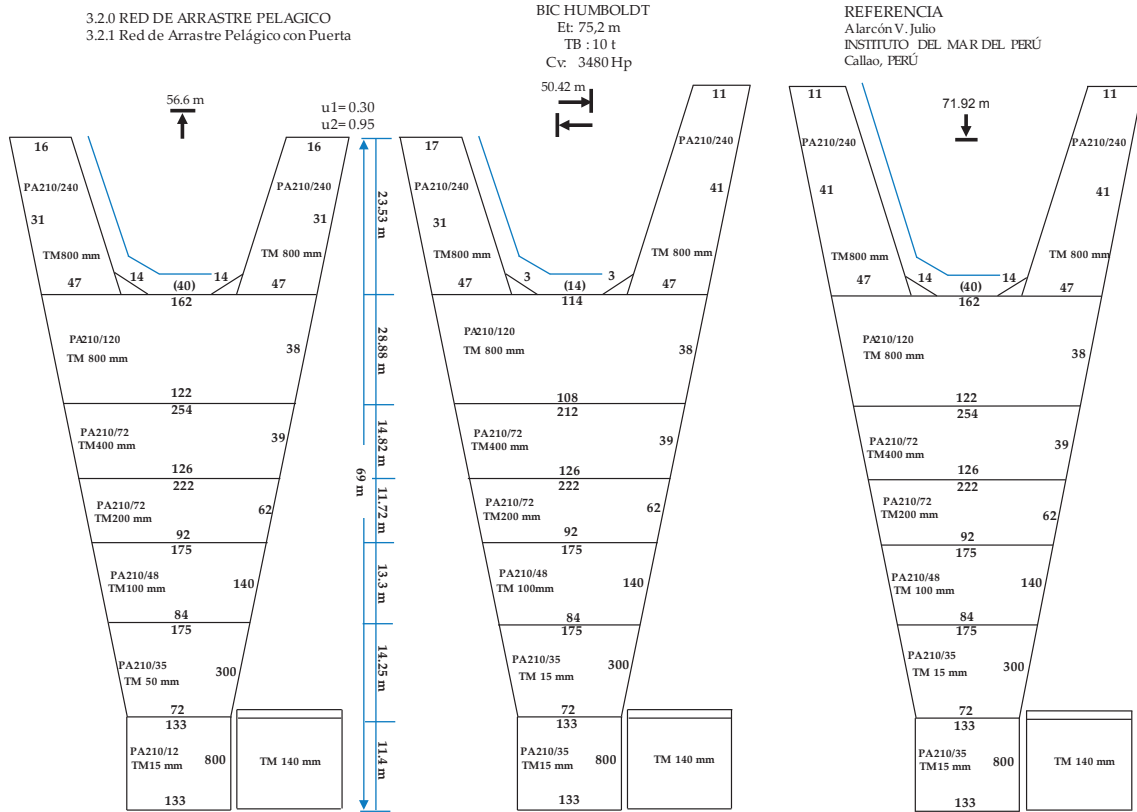 3.2.0 RED DE ARRASTRE PELAGICO
3.2.1 Red de Arrastre Pelágico con Puerta
BIC HUMBOLDT
Et: 75,2 m
TB : 10 t
Cv: 3480 Hp
REFERENCIA
Alarcón V. Julio
INSTITUTO DEL MAR DEL PERÚ
Callao, PERÚ
56.6 m
u1= 0.30
u2= 0.95
50.42 m
71.92 m
16
16
PA210/240
PA210/240
31
31
TM800 mm
TM 800 mm
14
14
47
(40)
47
162
PA210/120
TM 800 mm
38
122
254
PA210/72
TM400 mm
39
126
222
PA210/72
TM200 mm
62
92
175
PA210/48
TM100 mm
140
84
175
PA210/35
TM 50 mm
300
72
133
PA210/12
TM15 mm
800
133
TM 140 mm
23.53 m
28.88 m
14.82 m
11.72 m
13.3 m
14.25 m
11.4 m
69 m
17
11
PA210/240
PA210/240
31
41
TM800 mm
TM 800 mm
3
3
47
(14)
47
114
PA210/120
TM 800 mm
38
108
212
PA210/72
TM400 mm
39
126
222
PA210/72
TM200 mm
62
92
175
PA210/48
TM 100mm
140
84
175
PA210/35
TM 15 mm
300
72
133
PA210/35
TM15 mm
800
133
TM 140 mm
11
11
PA210/240
PA210/240
41
41
TM800 mm
TM 800 mm
14
14
47
(40)
47
162
PA210/120
TM 800 mm
38
122
254
PA210/72
TM400 mm
39
126
222
PA210/72
TM200 mm
62
92
175
PA210/48
TM 100 mm
140
84
175
PA210/35
TM 15 mm
300
72
133
PA210/35
TM15 mm
800
133
TM 140 mm